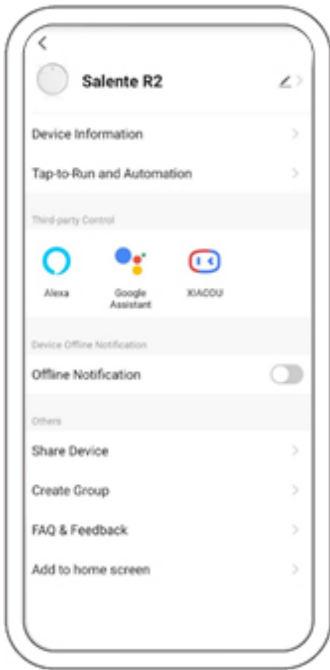 Salente R2
Device Information
Tap-to-Run and Automation
Third-party Control
Alexa
Google
Assistant
XIAODU
Device Offline Notification
Offline Notification
Others
Share Device
Create Group
FAQ & Feedback
Add to home screen